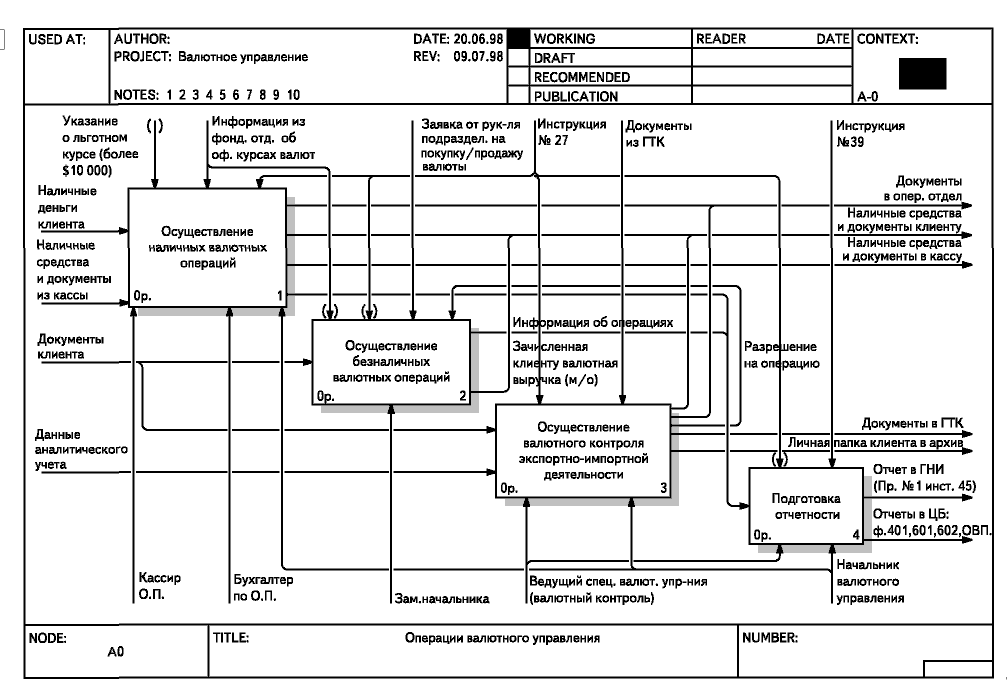 USED AT:
AUTHOR:
DATE: 20.06.98
WORKING
READER
DATE
CONTEXT:
PROJECT: Валютное управление
REV: 09.07.98
DRAFT
RECOMMENDED
NOTES: 1 2 3 4 5 6 7 8 9 10
PUBLICATION
A-0
Указание
о льготном
курсе (более
$10 000)
( )
Информация из
фонд. отд. об
оф. курсах валют
Заявка от рук-ля
подраздел. на
покупку/продажу
валюты
Инструкция
№ 27
Документы
из ГТК
Инструкция
№39
Наличные
деньги
клиента
Наличные
средства
и документы
из кассы
Осуществление
наличных валютных
операций
0р.
1
Документы
в опер. отдел
Наличные средства
и документы клиенту
Наличные средства
и документы в кассу
( )
( )
Документы
клиента
Осуществление
безналичных
валютных операций
0р.
2
Информация об операциях
Зачисленная
клиенту валютная
выручка (м/о)
Разрешение
на операцию
Данные
аналитического
учета
Осуществление
валютного контроля
экспортно-импортной
деятельности
0р.
3
Документы в ГТК
Личная папка клиента в архив
( )
Подготовка
отчетности
0р.
4
Отчет в ГНИ
(Пр. №1 инст. 45)
Отчеты в ЦБ:
ф.401,601,602,ОВП.
Кассир
О.П.
Бухгалтер
по О.П.
Зам.начальника
Ведущий спец. валют. упр-ния
(валютный контроль)
Начальник
валютного
управления
NODE:
A0
TITLE:
Операции валютного управления
NUMBER: